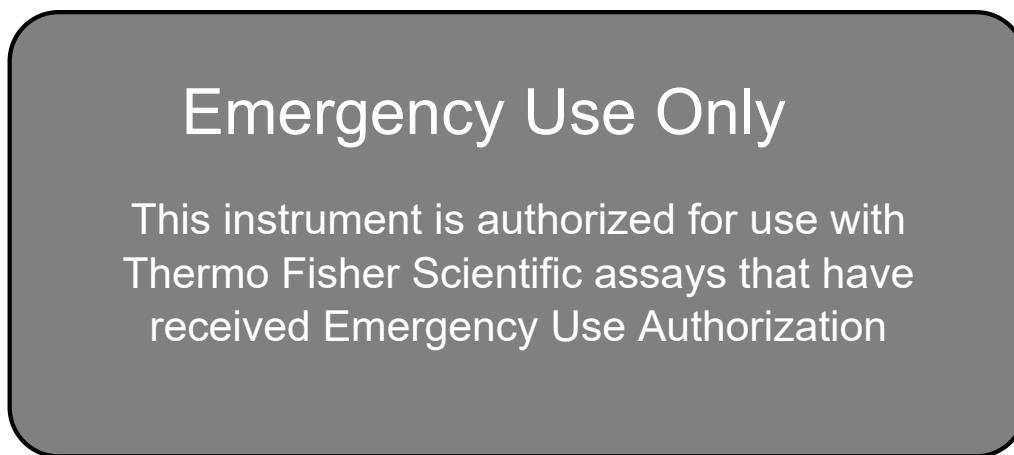 Emergency Use Only
This instrument is authorized for use with
Thermo Fisher Scientific assays that have
received Emergency Use Authorization